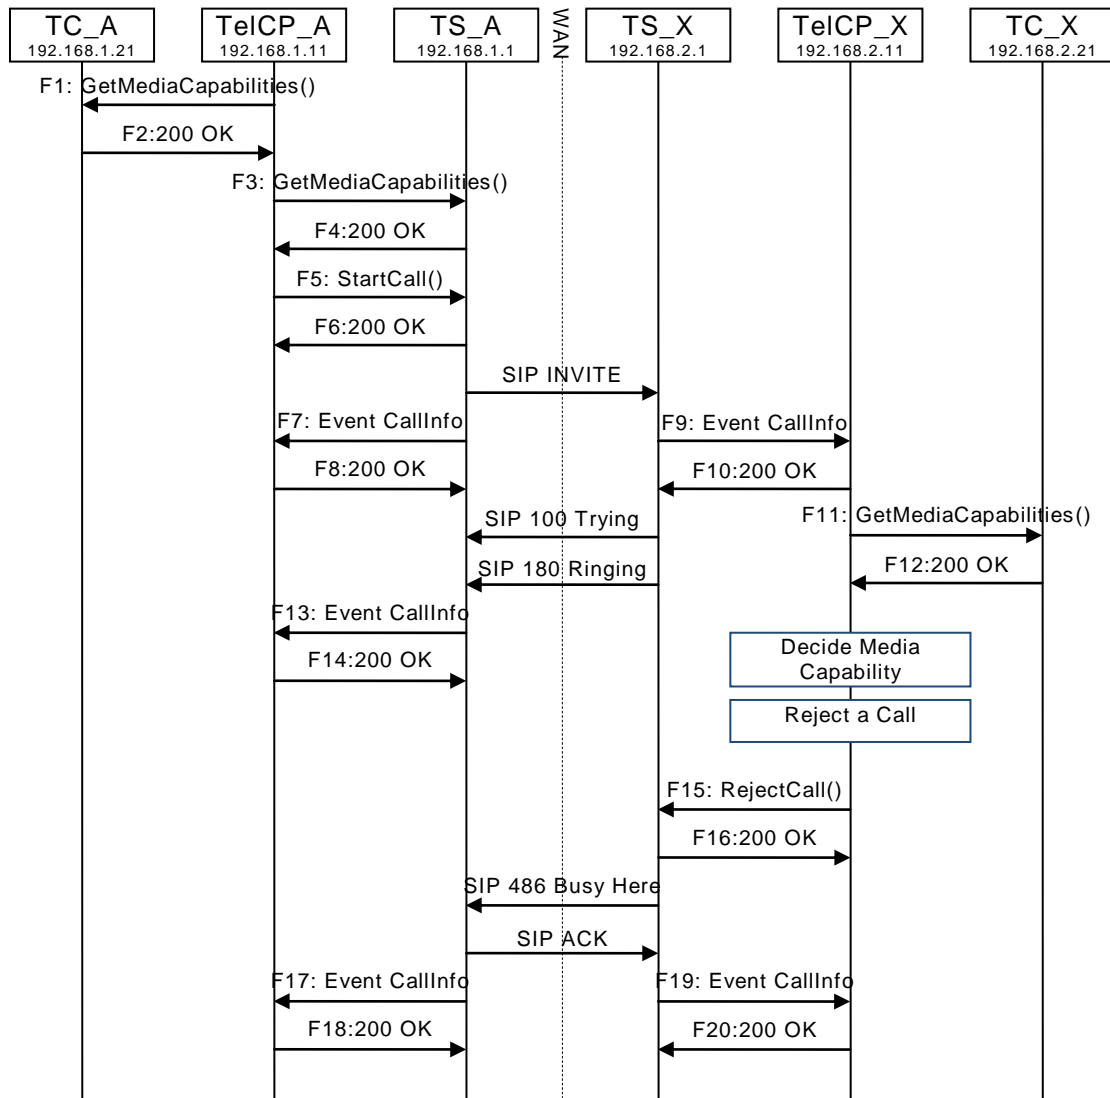 TC_A
192.168.1.21
TelCP_A
192.168.1.11
TS_A
192.168.1.1
WAN
TS_X
192.168.2.1
TelCP_X
192.168.2.11
TC_X
192.168.2.21
F1: GetMediaCapabilities()
F2:200 OK
F3: GetMediaCapabilities()
F4:200 OK
F5: StartCall()
F6:200 OK
SIP INVITE
F7: Event CallInfo
F9: Event CallInfo
F8:200 OK
F10:200 OK
SIP 100 Trying
F11: GetMediaCapabilities()
SIP 180 Ringing
F12:200 OK
F13: Event CallInfo
F14:200 OK
Decide Media
Capability
Reject a Call
F15: RejectCall()
F16:200 OK
SIP 486 Busy Here
SIP ACK
F17: Event CallInfo
F19: Event CallInfo
F18:200 OK
F20:200 OK